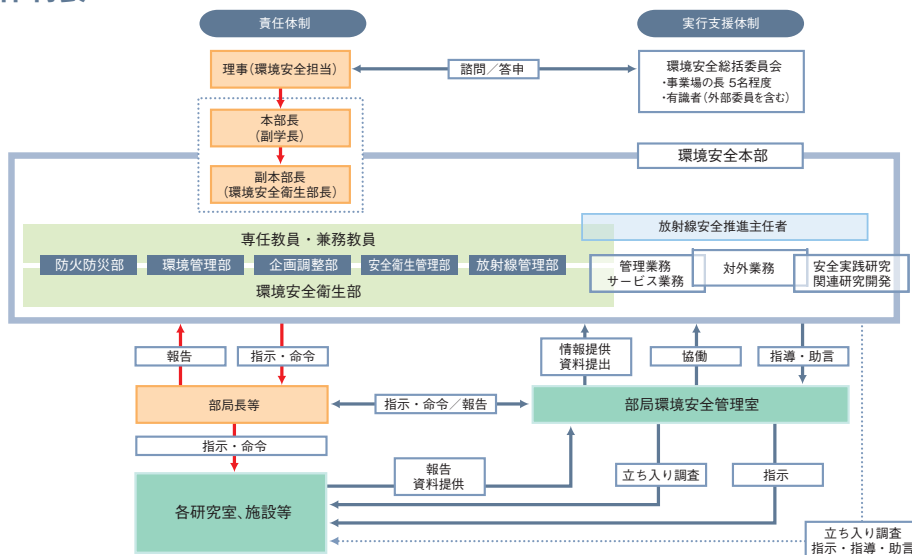 責任体制
実行支援体制
理事（環境安全担当）
諮問／答申
環境安全総括委員会
・事業場の長 5名程度
・有識者（外部委員を含む）
本部長
（副学長）
環境安全本部
副本部長
（環境安全衛生部長）
放射線安全推進主任者
専任教員・兼務教員
防火防災部
環境管理部
企画調整部
安全衛生管理部
放射線管理部
管理業務
サービス業務
対外業務
安全実践研究
関連研究開発
環境安全衛生部
報告
指示・命令
情報提供
資料提出
協働
指導・助言
部局長等
指示・命令／報告
部局環境安全管理室
指示・命令
報告
資料提供
立ち入り調査
指示
各研究室、施設等
立ち入り調査
指示・指導・助言